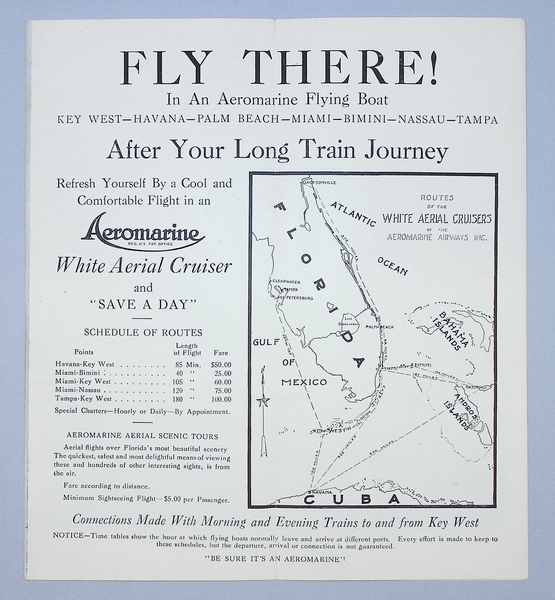 FLY THERE!
In An Aeromarine Flying Boat
KEY WEST—HAVANA—PALM BEACH—MIAMI—BIMINI—NASSAU—TAMPA
After Your Long Train Journey
Refresh Yourself By a Cool and
Comfortable Flight in an
Aeromarine
REG. U.S. PAT. OFFICE
White Aerial Cruiser
and
"SAVE A DAY"
SCHEDULE OF ROUTES
Points Length of Flight Fare
Havana-Key West . . . . . . . . 85 Min. $50.00
Miami-Bimini . . . . . . . . . . 40 " 25.00
Miami-Key West . . . . . . . . 105 " 60.00
Miami-Nassau . . . . . . . . . 120 " 75.00
Tampa-Key West . . . . . . . . 180 " 100.00
Special Charters—Hourly or Daily—By Appointment.
AEROMARINE AERIAL SCENIC TOURS
Aerial flights over Florida's most beautiful scenery
The quickest, safest and most delightful means of viewing
these and hundreds of other interesting sights, is from
the air.
Fare according to distance.
Minimum Sightseeing Flight—$5.00 per Passenger.
ROUTES
OF THE
WHITE AERIAL CRUISERS
OF THE
AEROMARINE AIRWAYS INC.
JACKSONVILLE
ATLANTIC
OCEAN
FLORIDA
CLEARWATER
TAMPA
ST. PETERSBURG
PALM BEACH
GULF
OF
MEXICO
BAHAMA
ISLANDS
BIMINI
ANDROS
ISLANDS
KEY WEST
HAVANA
CUBA
Connections Made With Morning and Evening Trains to and from Key West
NOTICE—Time tables show the hour at which flying boats normally leave and arrive at different ports. Every effort is made to keep to
these schedules, but the departure, arrival or connection is not guaranteed.
"BE SURE IT'S AN AEROMARINE"!